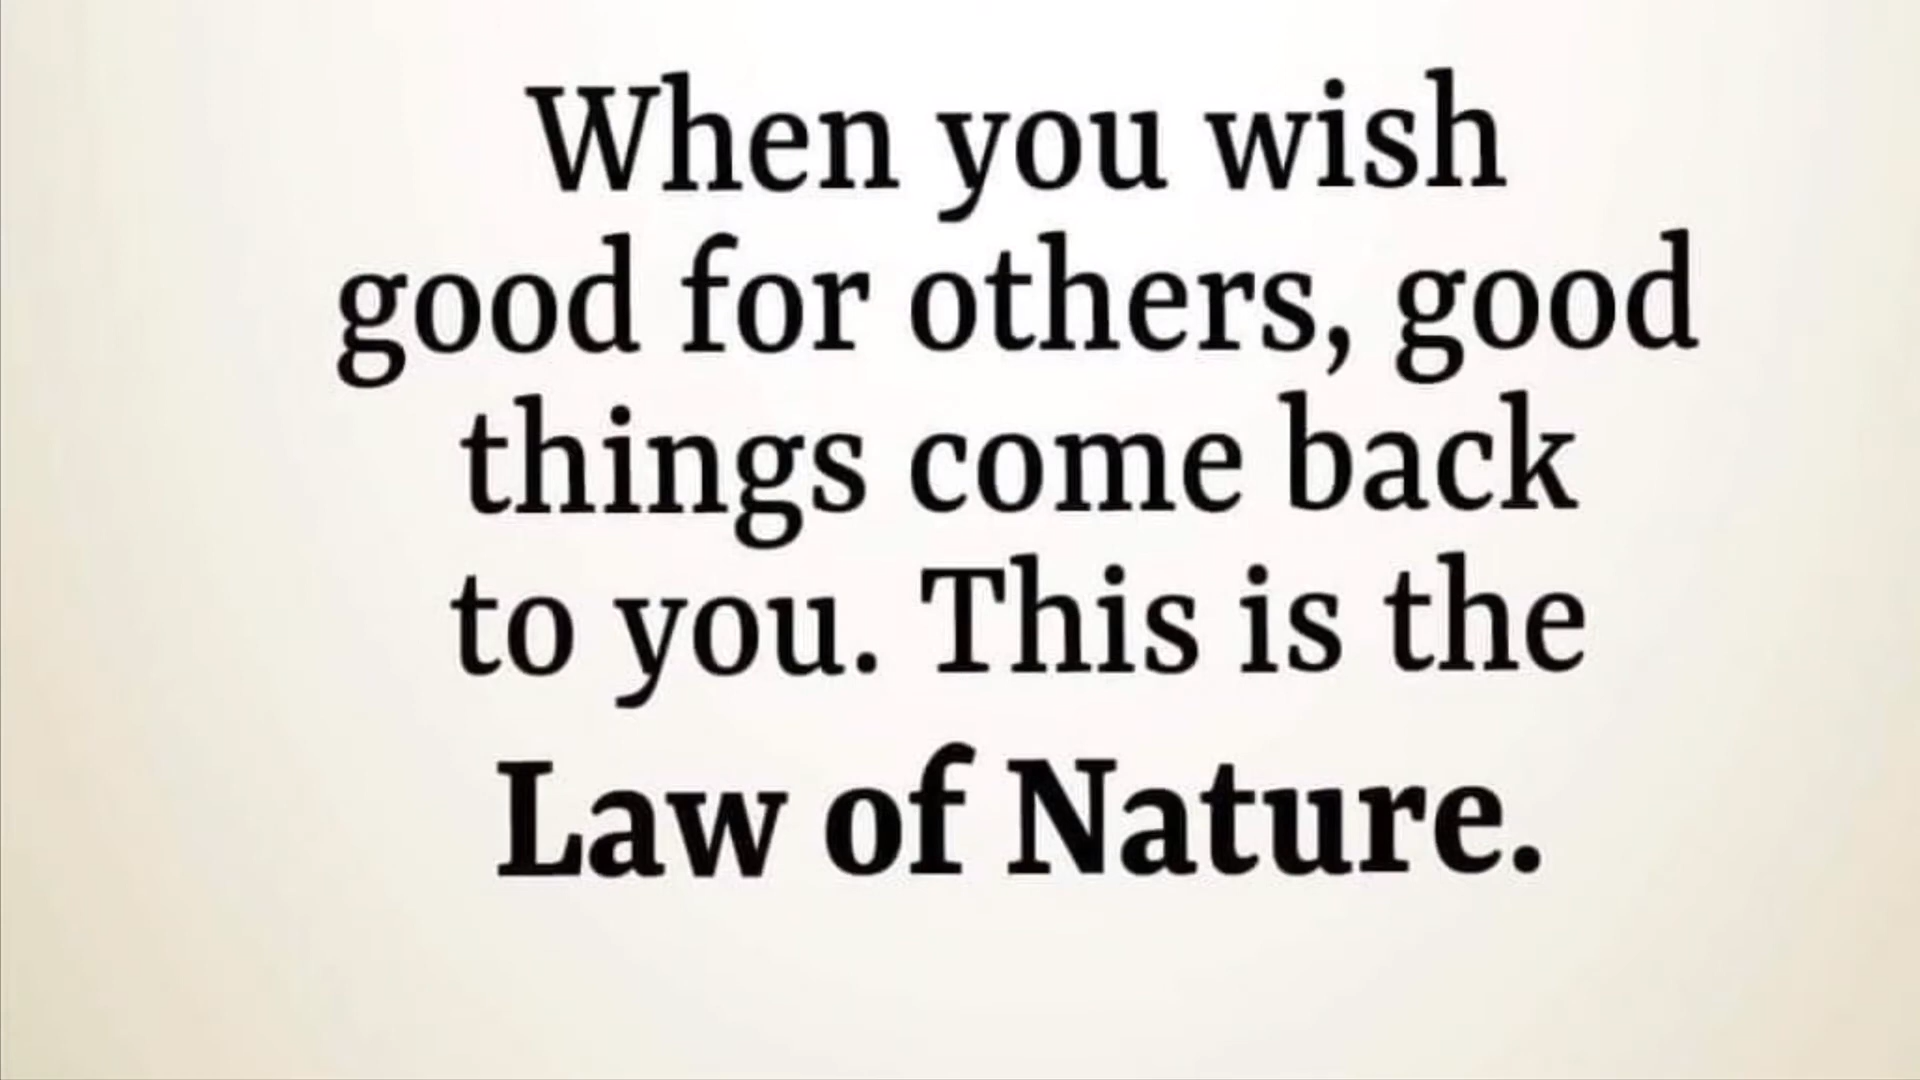 When you wish
good for others, good
things come back
to you. This is the
Law of Nature.